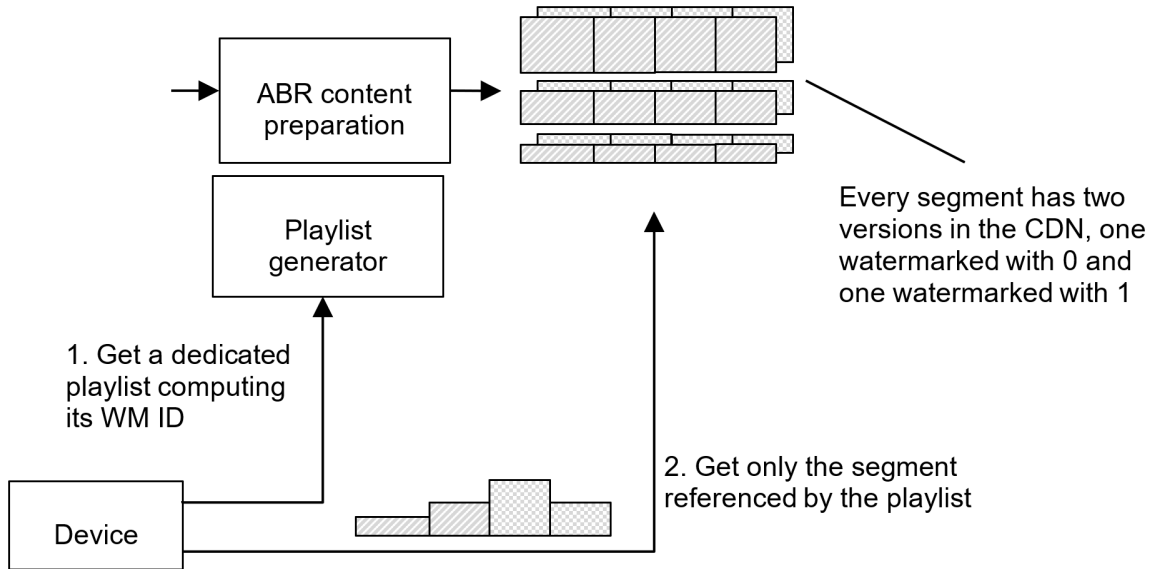 ABR content
preparation
Playlist
generator
Every segment has two
versions in the CDN, one
watermarked with 0 and
one watermarked with 1
1. Get a dedicated
playlist computing
its WM ID
2. Get only the segment
referenced by the playlist
Device